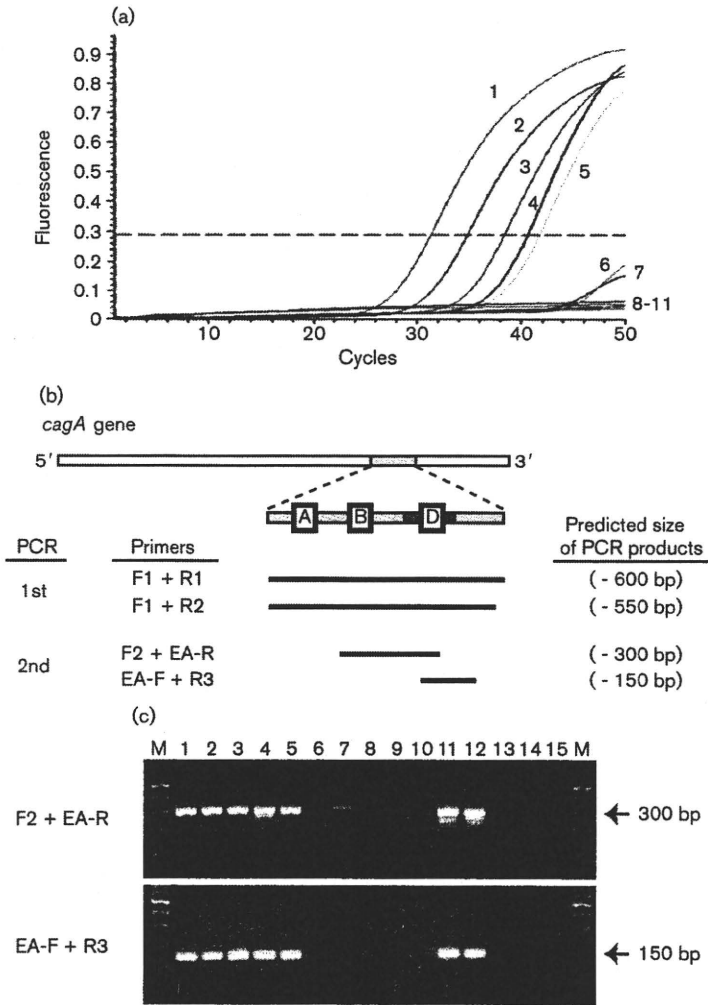 (a)
0.9
0.8
0.7
0.6
0.5
0.4
0.3
0.2
0.1
0
Fluorescence
1
2
3
4
5
6
7
8-11
10 20 30 40 50
Cycles
(b)
cagA gene
5′ 3′
A B D
PCR Primers Predicted size of PCR products
1st F1 + R1 (- 600 bp)
F1 + R2 (- 550 bp)
2nd F2 + EA-R (- 300 bp)
EA-F + R3 (- 150 bp)
(c)
M 1 2 3 4 5 6 7 8 9 10 11 12 13 14 15 M
F2 + EA-R 300 bp
EA-F + R3 150 bp